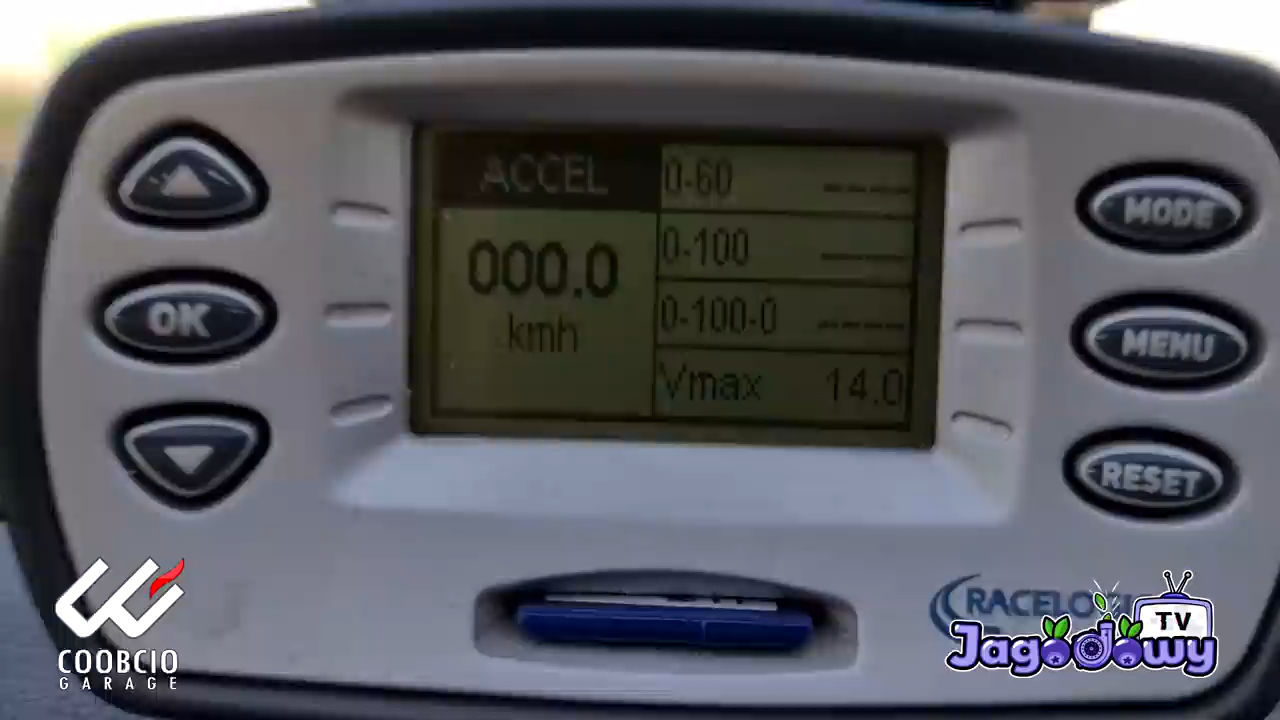 ACCEL
000.0
kmh
0-60 -----
0-100 -----
0-100-0 -----
Vmax 14.0
OK
MODE
MENU
RESET
COOBCIO
GARAGE
TV
Jagodowy